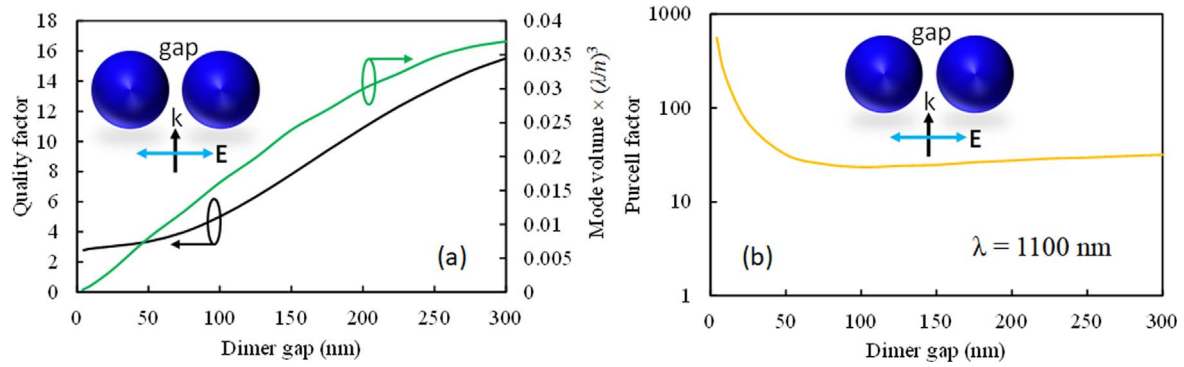 18
16
14
12
10
8
6
4
2
0
Quality factor
0.04
0.035
0.03
0.025
0.02
0.015
0.01
0.005
0
Mode volume × (λ/n)³
gap
k
E
(a)
0 50 100 150 200 250 300
Dimer gap (nm)
1000
100
10
1
Purcell factor
gap
k
E
(b)
λ = 1100 nm
0 50 100 150 200 250 300
Dimer gap (nm)